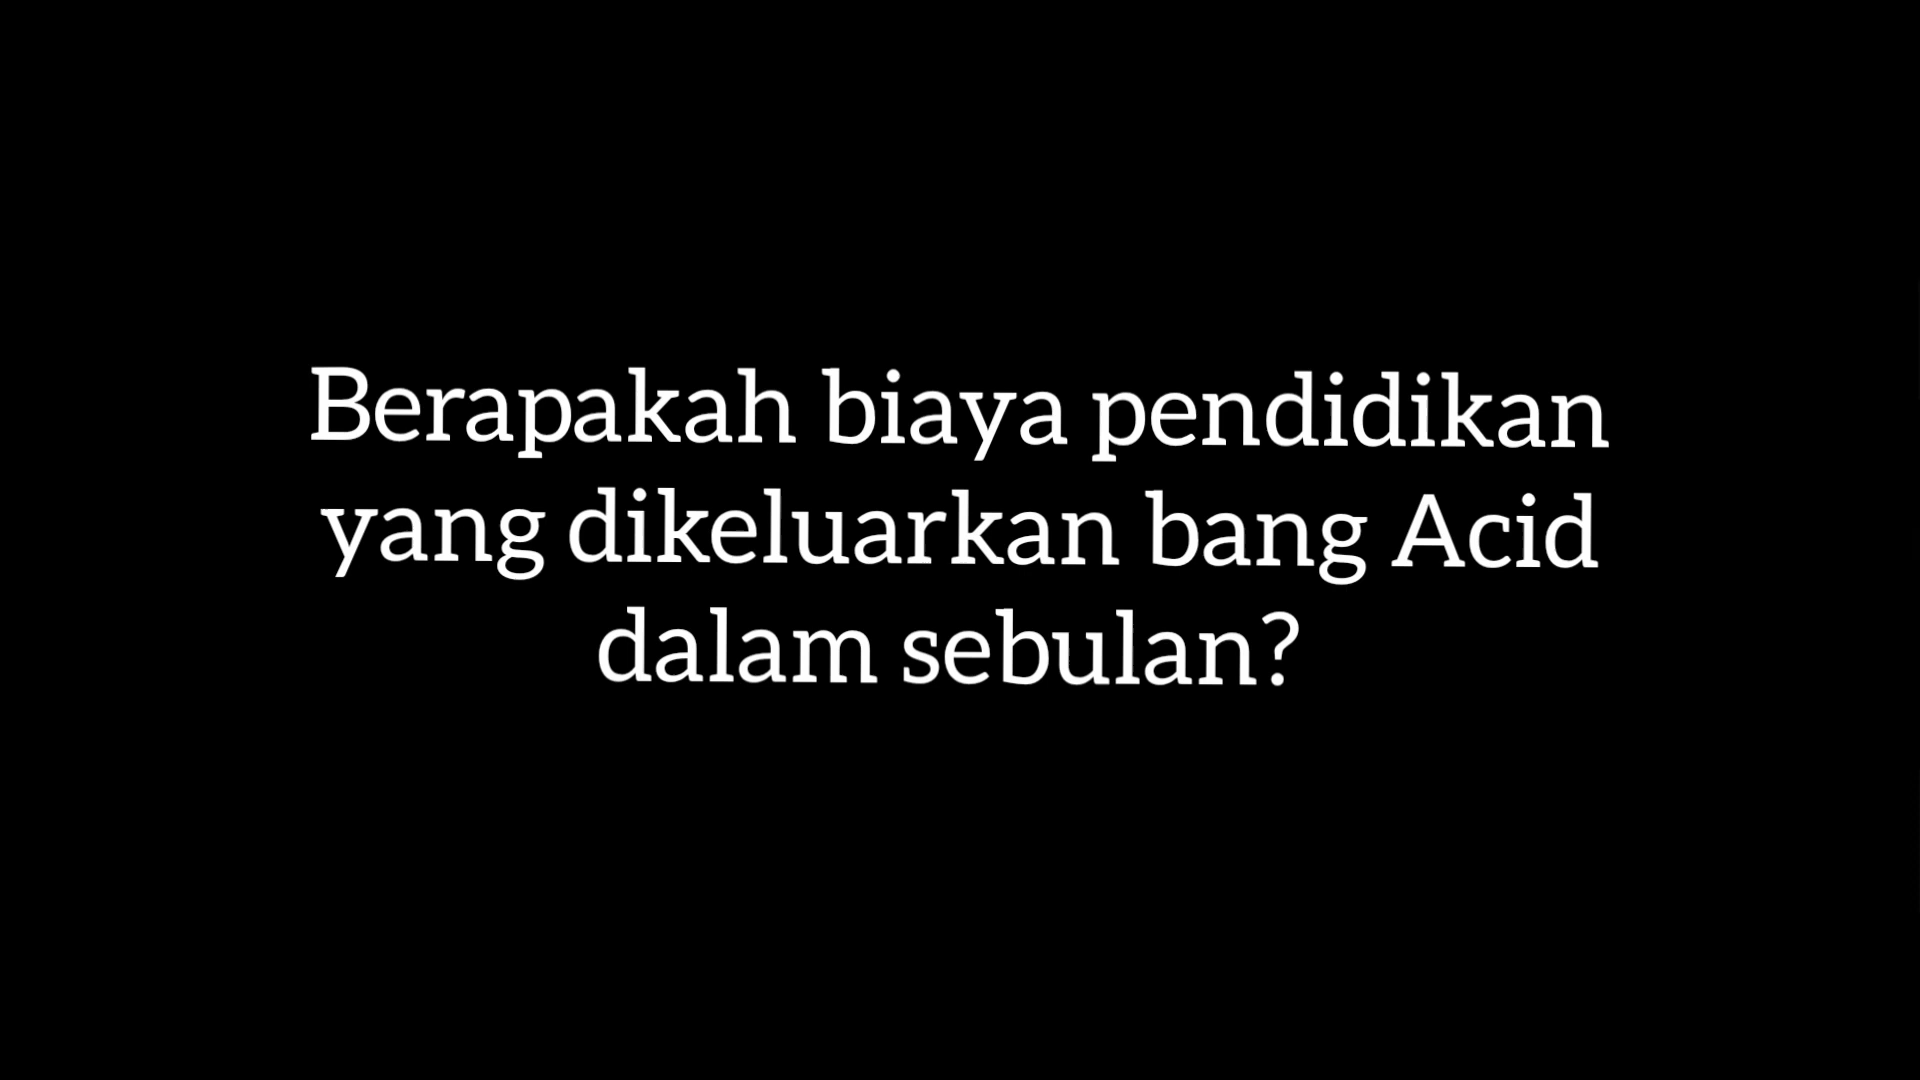 Berapakah biaya pendidikan
yang dikeluarkan bang Acid
dalam sebulan?